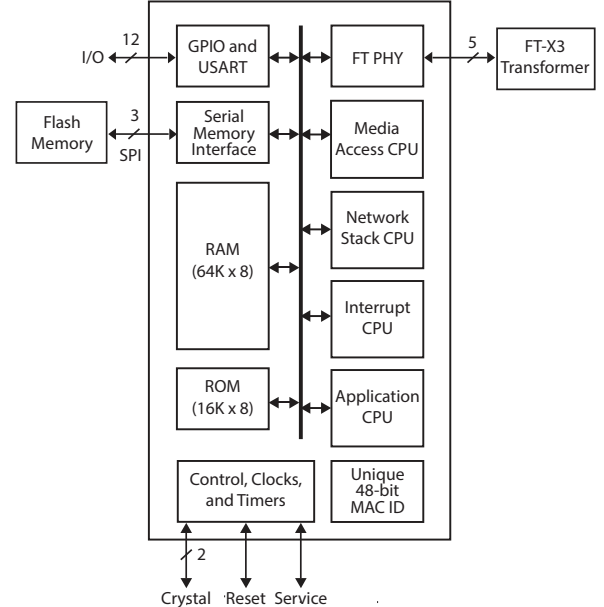 12
I/O
GPIO and
USART
FT PHY
5
FT-X3
Transformer
Flash
Memory
3
SPI
Serial
Memory
Interface
Media
Access CPU
RAM
(64K x 8)
Network
Stack CPU
Interrupt
CPU
ROM
(16K x 8)
Application
CPU
Control, Clocks,
and Timers
Unique
48-bit
MAC ID
2
Crystal
Reset
Service